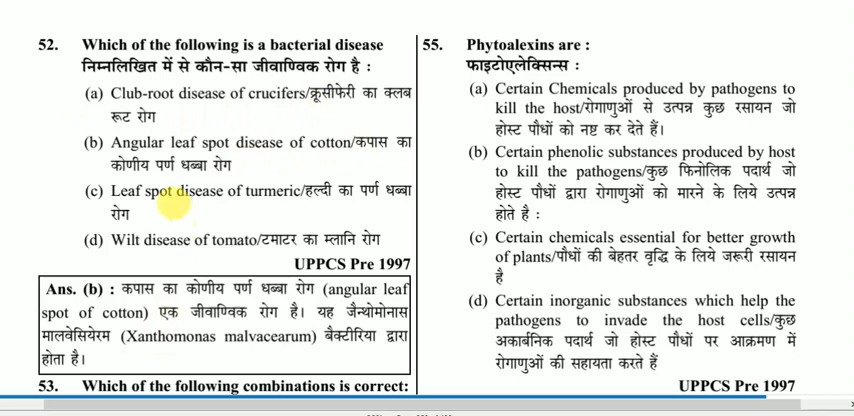 52. Which of the following is a bacterial disease
निम्नलिखित में से कौन-सा जीवाण्विक रोग है :
(a) Club-root disease of crucifers/क्रूसीफेरी का क्लब
रूट रोग
(b) Angular leaf spot disease of cotton/कपास का
कोणीय पर्ण धब्बा रोग
(c) Leaf spot disease of turmeric/हल्दी का पर्ण धब्बा
रोग
(d) Wilt disease of tomato/टमाटर का म्लानि रोग
UPPCS Pre 1997
Ans. (b) : कपास का कोणीय पर्ण धब्बा रोग (angular leaf
spot of cotton) एक जीवाण्विक रोग है। यह जैन्थोमोनास
मालवेसियेरम (Xanthomonas malvacearum) बैक्टीरिया द्वारा
होता है।
53. Which of the following combinations is correct:
55. Phytoalexins are :
फाइटोएलेक्सिन्स :
(a) Certain Chemicals produced by pathogens to
kill the host/रोगाणुओं से उत्पन्न कुछ रसायन जो
होस्ट पौधों को नष्ट कर देते हैं।
(b) Certain phenolic substances produced by host
to kill the pathogens/कुछ फिनोलिक पदार्थ जो
होस्ट पौधों द्वारा रोगाणुओं को मारने के लिये उत्पन्न
होते है :
(c) Certain chemicals essential for better growth
of plants/पौधों की बेहतर वृद्धि के लिये जरूरी रसायन
है
(d) Certain inorganic substances which help the
pathogens to invade the host cells/कुछ
अकार्बनिक पदार्थ जो होस्ट पौधों पर आक्रमण में
रोगाणुओं की सहायता करते हैं
UPPCS Pre 1997